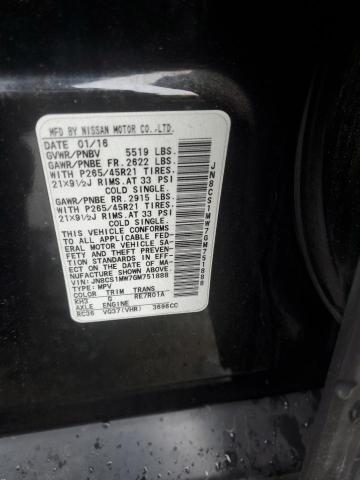 MFD BY NISSAN MOTOR CO.,LTD.
DATE 01/16
GVWR/PNBV 5519 LBS.
GAWR/PNBE FR. 2622 LBS.
WITH P265/45R21 TIRES.
21X9½J RIMS.AT 33 PSI
COLD SINGLE.
GAWR/PNBE RR. 2915 LBS.
WITH P265/45R21 TIRES.
21X9½J RIMS.AT 33 PSI
COLD SINGLE.
THIS VEHICLE CONFORMS
TO ALL APPLICABLE FED-
ERAL MOTOR VEHICLE SA-
FETY AND THEFT PREVEN-
TION STANDARDS IN EFFE-
CT ON THE DATE OF MA-
NUFACTURE SHOWN ABOVE.
VIN: JN8CS1MW7GM751888
TYPE: MPV
COLOR TRIM TRANS
KH3 G RE7R01A
AXLE ENGINE
RC36 VQ37(VHR) 3696CC
JN8CS1MW7GM751888